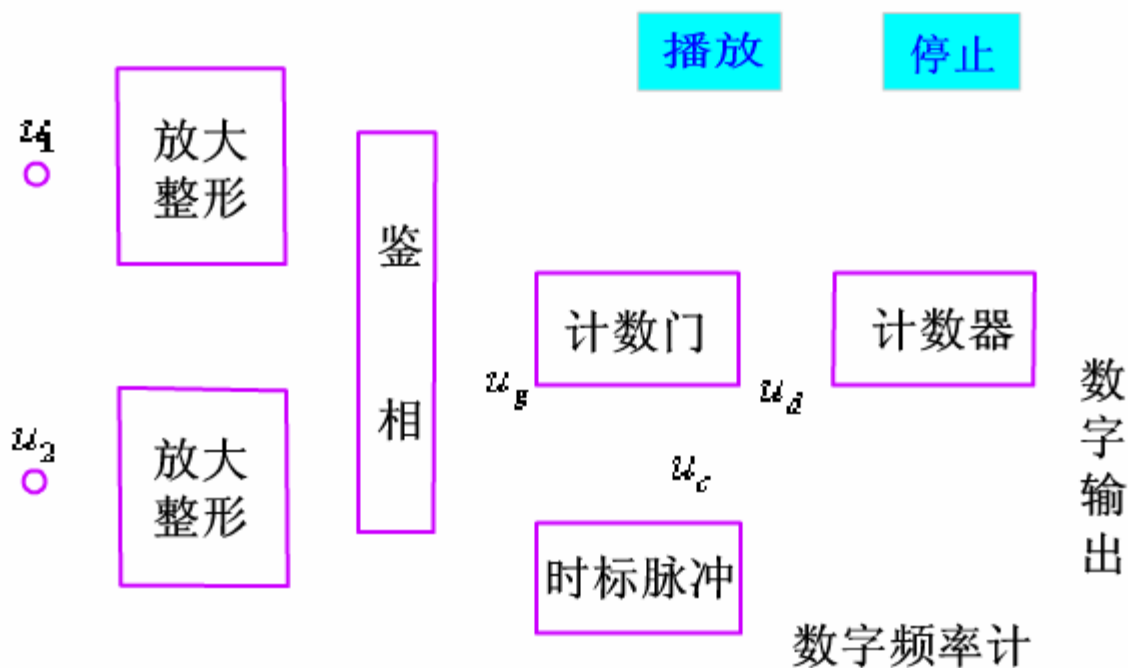 播放
停止
u1
放大
整形
鉴
相
计数门
计数器
ug
ud
数
字
输
出
u2
放大
整形
uc
时标脉冲
数字频率计